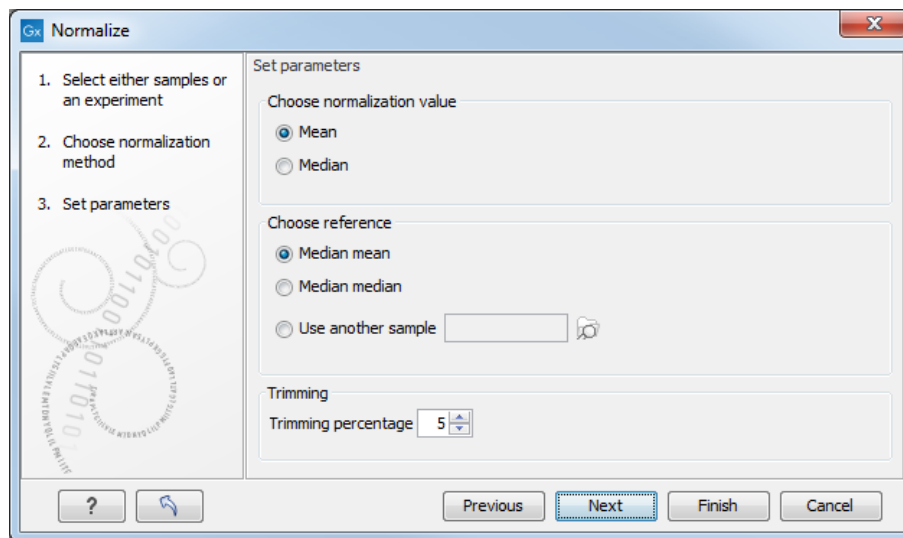 Gx Normalize
1. Select either samples or
an experiment
2. Choose normalization
method
3. Set parameters
Set parameters
Choose normalization value
Mean
Median
Choose reference
Median mean
Median median
Use another sample
Trimming
Trimming percentage 5
? Previous Next Finish Cancel